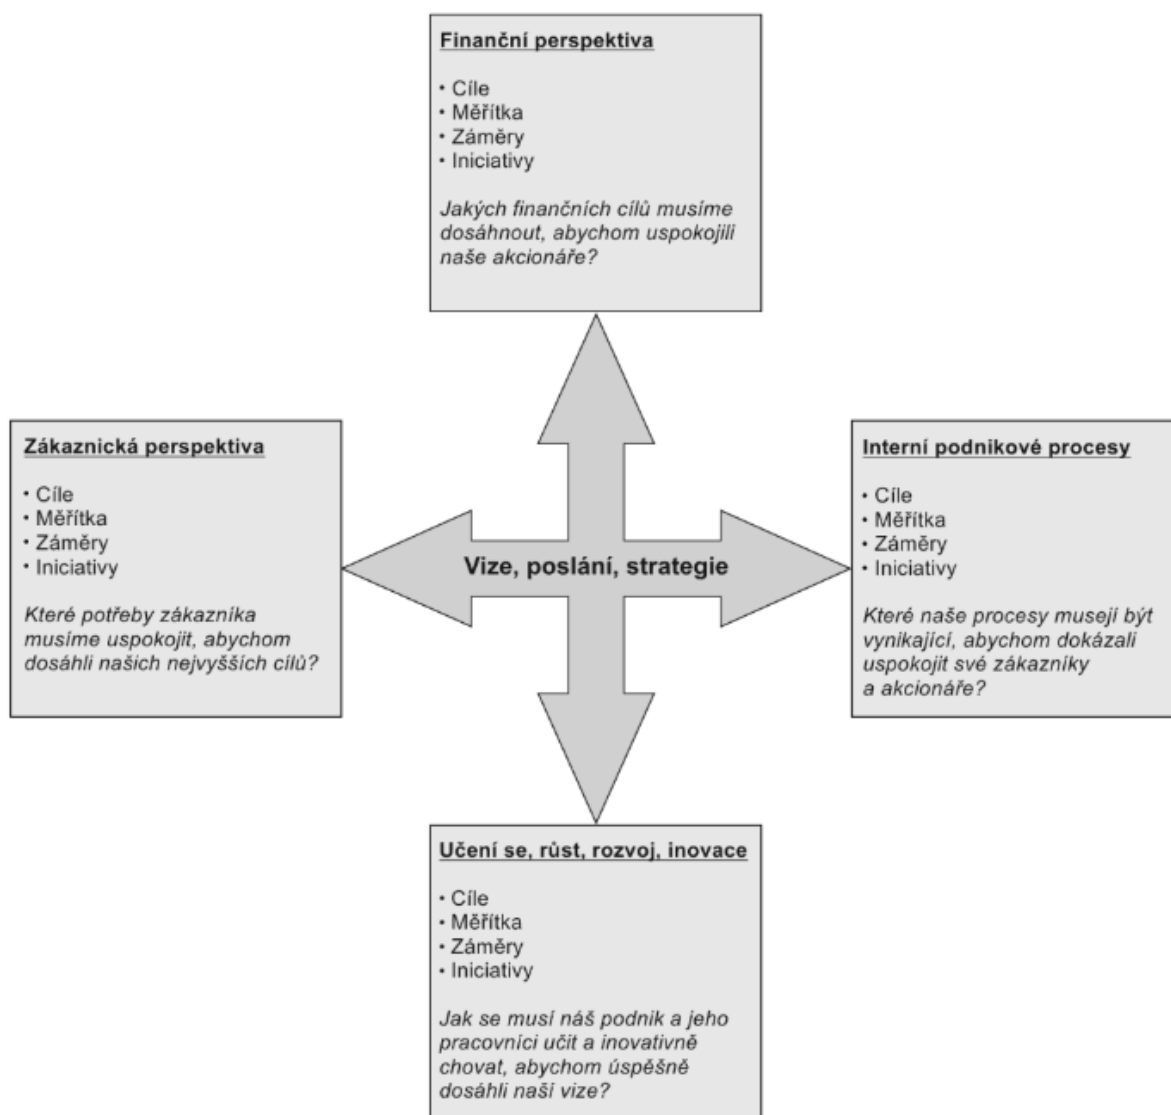 Finanční perspektiva
• Cíle
• Měřítka
• Záměry
• Iniciativy
Jakých finančních cílů musíme
dosáhnout, abychom uspokojili
naše akcionáře?
Zákaznická perspektiva
• Cíle
• Měřítka
• Záměry
• Iniciativy
Které potřeby zákazníka
musíme uspokojit, abychom
dosáhli našich nejvyšších cílů?
Vize, poslání, strategie
Interní podnikové procesy
• Cíle
• Měřítka
• Záměry
• Iniciativy
Které naše procesy musejí být
vynikající, abychom dokázali
uspokojit své zákazníky
a akcionáře?
Učení se, růst, rozvoj, inovace
• Cíle
• Měřítka
• Záměry
• Iniciativy
Jak se musí náš podnik a jeho
pracovníci učit a inovativně
chovat, abychom úspěšně
dosáhli naší vize?